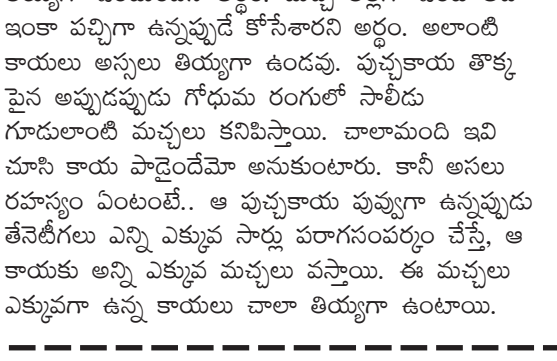 ఇంకా పచ్చిగా ఉన్నప్పుడే కోసేశారని అర్థం. అలాంటి
కాయలు అస్సలు తియ్యగా ఉండవు. పుచ్చకాయ తొక్క
పైన అప్పుడప్పుడు గోధుమ రంగులో సాలీడు
గూడులాంటి మచ్చలు కనిపిస్తాయి. చాలామంది ఇవి
చూసి కాయ పాడైందేమో అనుకుంటారు. కానీ అసలు
రహస్యం ఏంటంటే.. ఆ పుచ్చకాయ పువ్వుగా ఉన్నప్పుడు
తేనెటీగలు ఎన్ని ఎక్కువ సార్లు పరాగసంపర్కం చేస్తే, ఆ
కాయకు అన్ని ఎక్కువ మచ్చలు వస్తాయి. ఈ మచ్చలు
ఎక్కువగా ఉన్న కాయలు చాలా తియ్యగా ఉంటాయి.